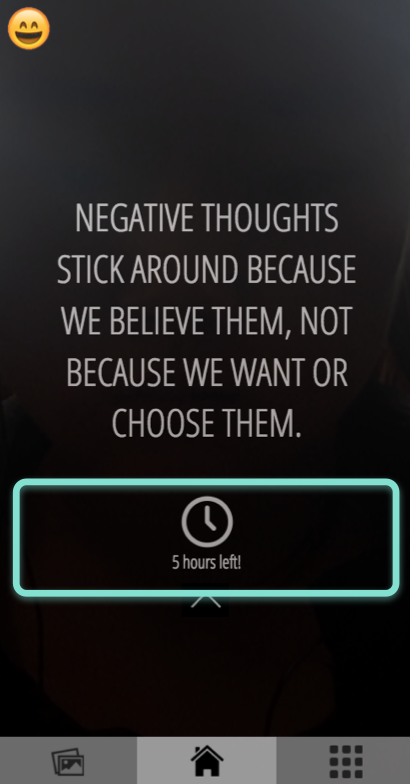 NEGATIVE THOUGHTS
STICK AROUND BECAUSE
WE BELIEVE THEM, NOT
BECAUSE WE WANT OR
CHOOSE THEM.
5 hours left!